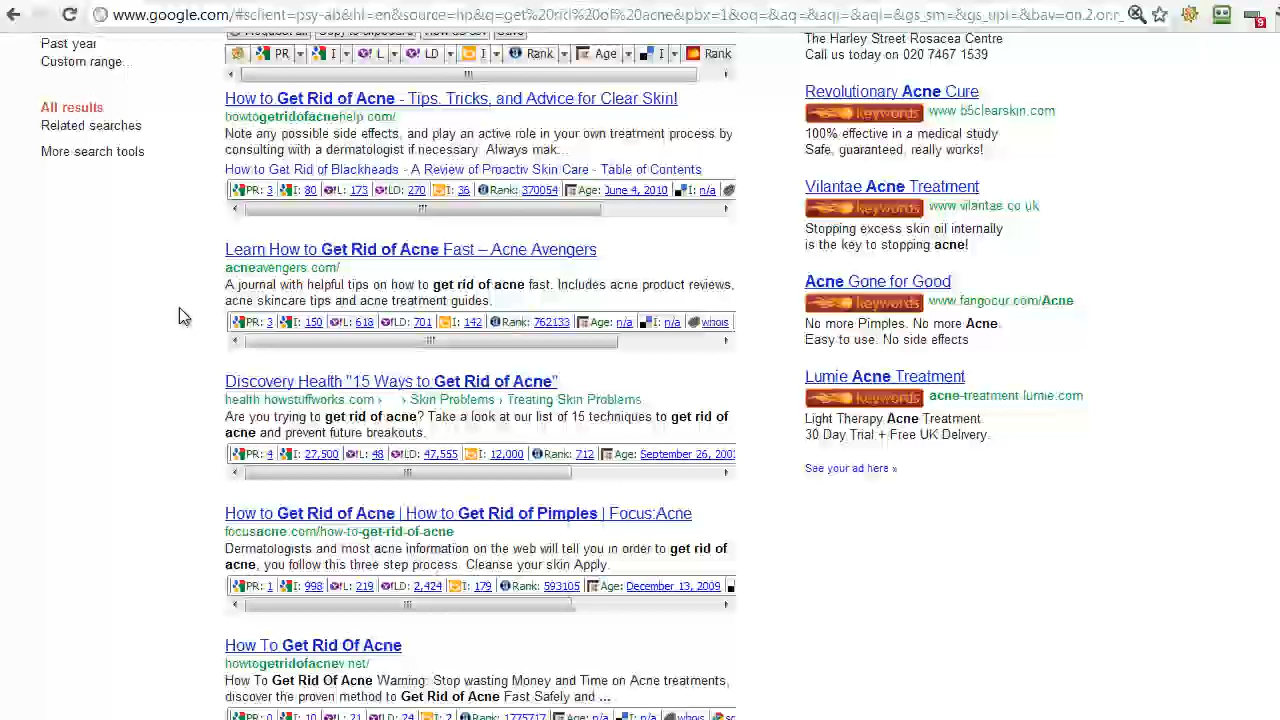 www.google.com/#sclient=psy-ab&hl=en&source=hp&q=get%20rid%20of%20acne&pbx=1&oq=&aq=&aqi=&aql=&gs_sm=&gs_upl=&bav=on.2,or.r_
9
Past year
Custom range...
All results
Related searches
More search tools
PR I L LD I Rank Age I Rank
How to Get Rid of Acne - Tips, Tricks, and Advice for Clear Skin!
howtogetridofacnehelp.com/
Note any possible side effects, and play an active role in your own treatment process by
consulting with a dermatologist if necessary. Always mak...
How to Get Rid of Blackheads - A Review of Proactiv Skin Care - Table of Contents
PR: 3 I: 80 L: 173 LD: 270 I: 36 Rank: 370054 Age: June 4, 2010 I: n/a
Learn How to Get Rid of Acne Fast – Acne Avengers
acneavengers.com/
A journal with helpful tips on how to get rid of acne fast. Includes acne product reviews,
acne skincare tips and acne treatment guides.
PR: 3 I: 150 L: 618 LD: 701 I: 142 Rank: 762133 Age: n/a I: n/a whois
Discovery Health "15 Ways to Get Rid of Acne"
health.howstuffworks.com › ... › Skin Problems › Treating Skin Problems
Are you trying to get rid of acne? Take a look at our list of 15 techniques to get rid of
acne and prevent future breakouts.
PR: 4 I: 27,500 L: 48 LD: 47,555 I: 12,000 Rank: 712 Age: September 26, 200
How to Get Rid of Acne | How to Get Rid of Pimples | Focus:Acne
focusacne.com/how-to-get-rid-of-acne
Dermatologists and most acne information on the web will tell you in order to get rid of
acne, you follow this three step process. Cleanse your skin Apply.
PR: 1 I: 998 L: 219 LD: 2,424 I: 179 Rank: 593105 Age: December 13, 2009
How To Get Rid Of Acne
howtogetridofacnev.net/
How To Get Rid Of Acne Warning: Stop wasting Money and Time on Acne treatments,
discover the proven method to Get Rid of Acne Fast Safely and ...
PR: 0 I: 10 L: 21 LD: 24 I: 2 Rank: 1775717 Age: n/a I: n/a whois
The Harley Street Rosacea Centre
Call us today on 020 7467 1539
Revolutionary Acne Cure
keywords www.b5clearskin.com
100% effective in a medical study
Safe, guaranteed, really works!
Vilantae Acne Treatment
keywords www.vilantae.co.uk
Stopping excess skin oil internally
is the key to stopping acne!
Acne Gone for Good
keywords www.fangocur.com/Acne
No more Pimples. No more Acne.
Easy to use. No side effects
Lumie Acne Treatment
keywords acne-treatment.lumie.com
Light Therapy Acne Treatment.
30 Day Trial + Free UK Delivery.
See your ad here »